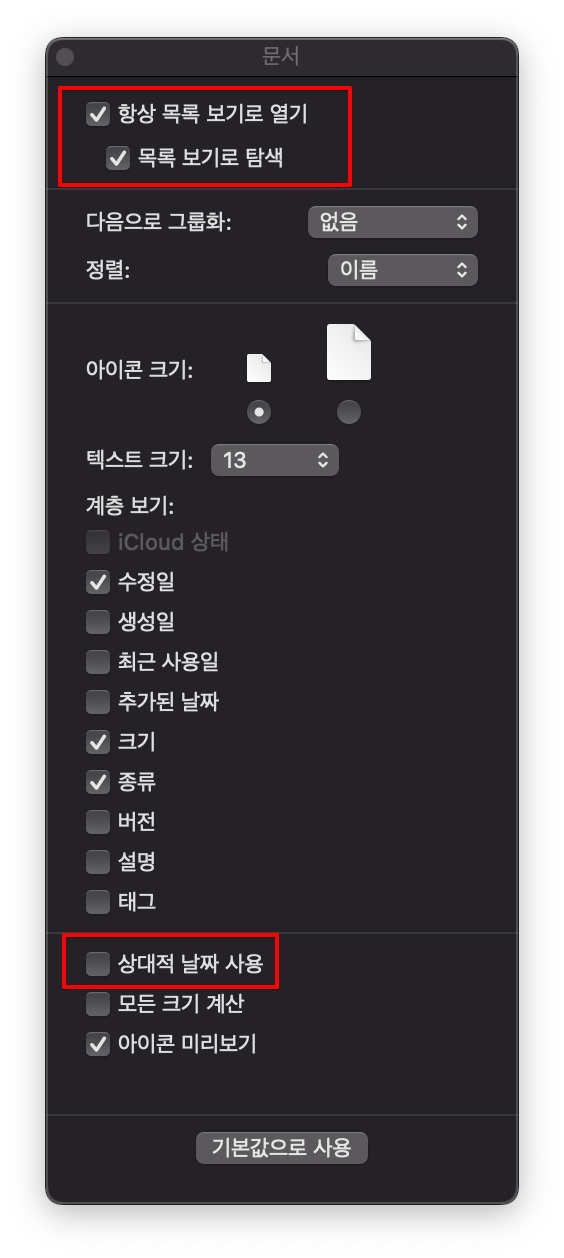 문서
항상 목록 보기로 열기
목록 보기로 탐색
다음으로 그룹화: 없음
정렬: 이름
아이콘 크기:
텍스트 크기: 13
계층 보기:
iCloud 상태
수정일
생성일
최근 사용일
추가된 날짜
크기
종류
버전
설명
태그
상대적 날짜 사용
모든 크기 계산
아이콘 미리보기
기본값으로 사용